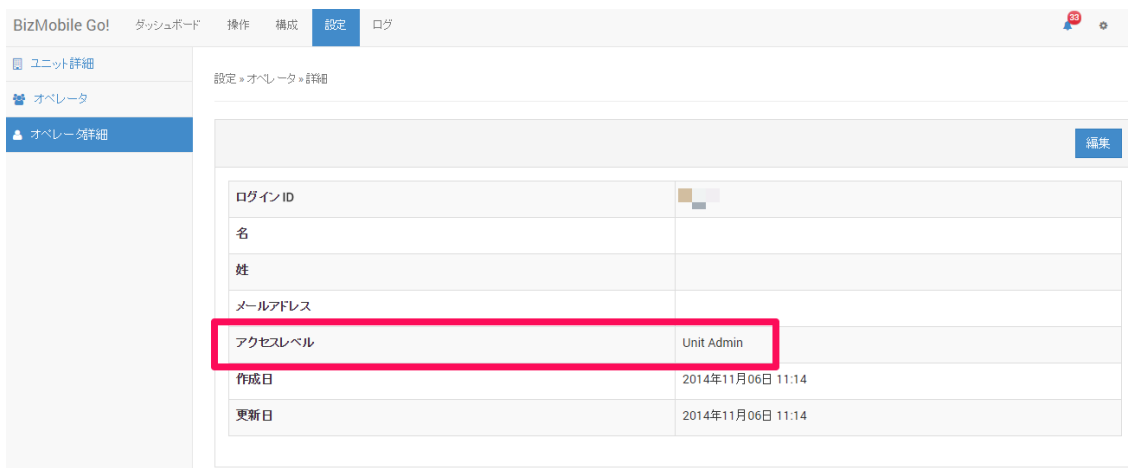 BizMobile Go! ダッシュボード 操作 構成 設定 ログ 33
ユニット詳細
設定 » オペレータ » 詳細
オペレータ
オペレータ詳細
編集
ログイン ID
名
姓
メールアドレス
アクセスレベル Unit Admin
作成日 2014年11月06日 11:14
更新日 2014年11月06日 11:14